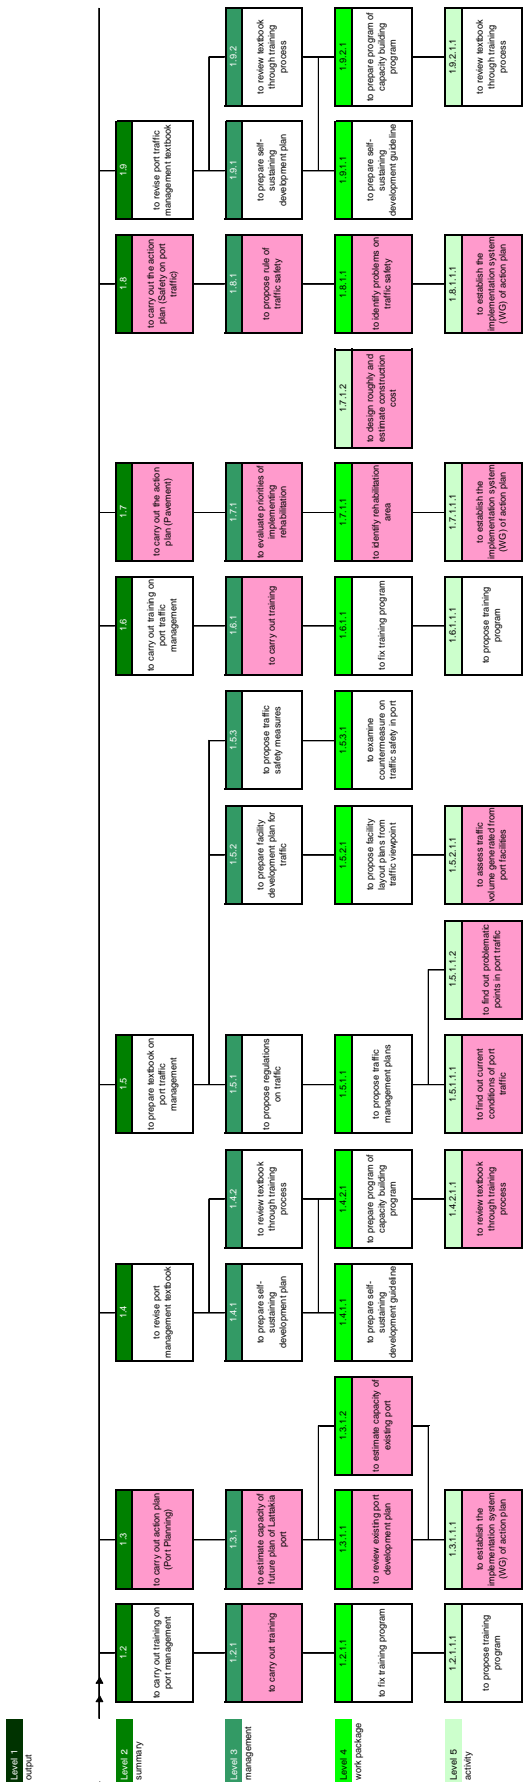 Level 1
output
Level 2
summary
1.2
to carry out training on
port management
1.3
to carry out action plan
(Port Planning)
1.4
to revise port
management textbook
1.5
to prepare textbook on
port traffic
management
1.6
to carry out training on
port traffic
management
1.7
to carry out the action
plan (Pavement)
1.8
to carry out the action
plan (Safety on port
traffic)
1.9
to revise port traffic
management textbook
Level 3
management
1.2.1
to carry out training
1.3.1
to estimate capacity of
future plan of Lattakia
port
1.4.1
to prepare self-
sustaining
development plan
1.4.2
to review textbook
through training
process
1.5.1
to propose regulations
on traffic
1.5.2
to prepare facility
development plan for
traffic
1.5.3
to propose traffic
safety measures
1.6.1
to carry out training
1.7.1
to evaluate priorities of
implementing
rehabilitation
1.8.1
to propose rule of
traffic safety
1.9.1
to prepare self-
sustaining
development plan
1.9.2
to review textbook
through training
process
Level 4
work package
1.2.1.1
to fix training program
1.3.1.1
to review existing port
development plan
1.3.1.2
to estimate capacity of
existing port
1.4.1.1
to prepare self-
sustaining
development guideline
1.4.2.1
to prepare program of
capacity building
program
1.5.1.1
to propose traffic
management plans
1.5.2.1
to propose facility
layout plans from
traffic viewpoint
1.5.3.1
to examine
countermeasure on
traffic safety in port
1.6.1.1
to fix training program
1.7.1.1
to identify rehabilitation
area
1.7.1.2
to design roughly and
estimate construction
cost
1.8.1.1
to identify problems on
traffic safety
1.9.1.1
to prepare self-
sustaining
development guideline
1.9.2.1
to prepare program of
capacity building
program
Level 5
activity
1.2.1.1.1
to propose training
program
1.3.1.1.1
to establish the
implementation system
(WG) of action plan
1.4.2.1.1
to review textbook
through training
process
1.5.1.1.1
to find out current
conditions of port
traffic
1.5.1.1.2
to find out problematic
points in port traffic
1.5.2.1.1
to assess traffic
volume generated from
port facilities
1.6.1.1.1
to propose training
program
1.7.1.1.1
to establish the
implementation system
(WG) of action plan
1.8.1.1.1
to establish the
implementation system
(WG) of action plan
1.9.2.1.1
to review textbook
through training
process